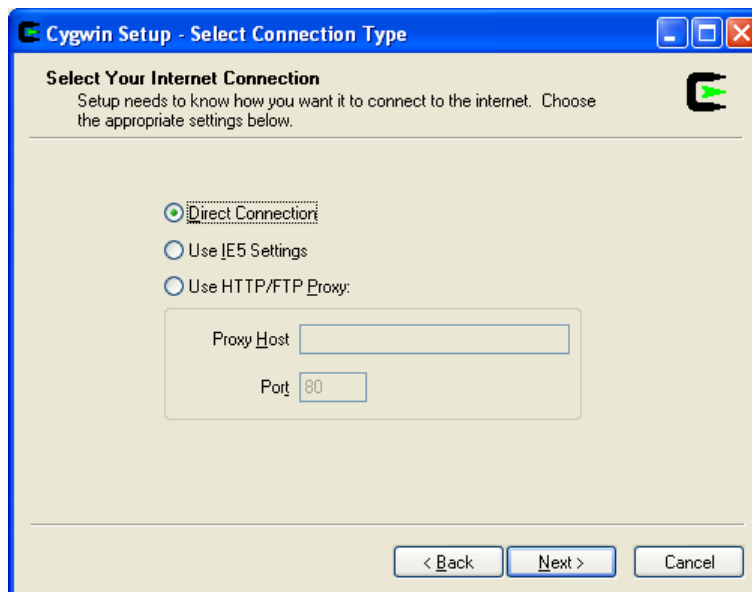 Cygwin Setup - Select Connection Type
Select Your Internet Connection
Setup needs to know how you want it to connect to the internet. Choose
the appropriate settings below.
Direct Connection
Use IE5 Settings
Use HTTP/FTP Proxy:
Proxy Host
Port 80
< Back Next > Cancel